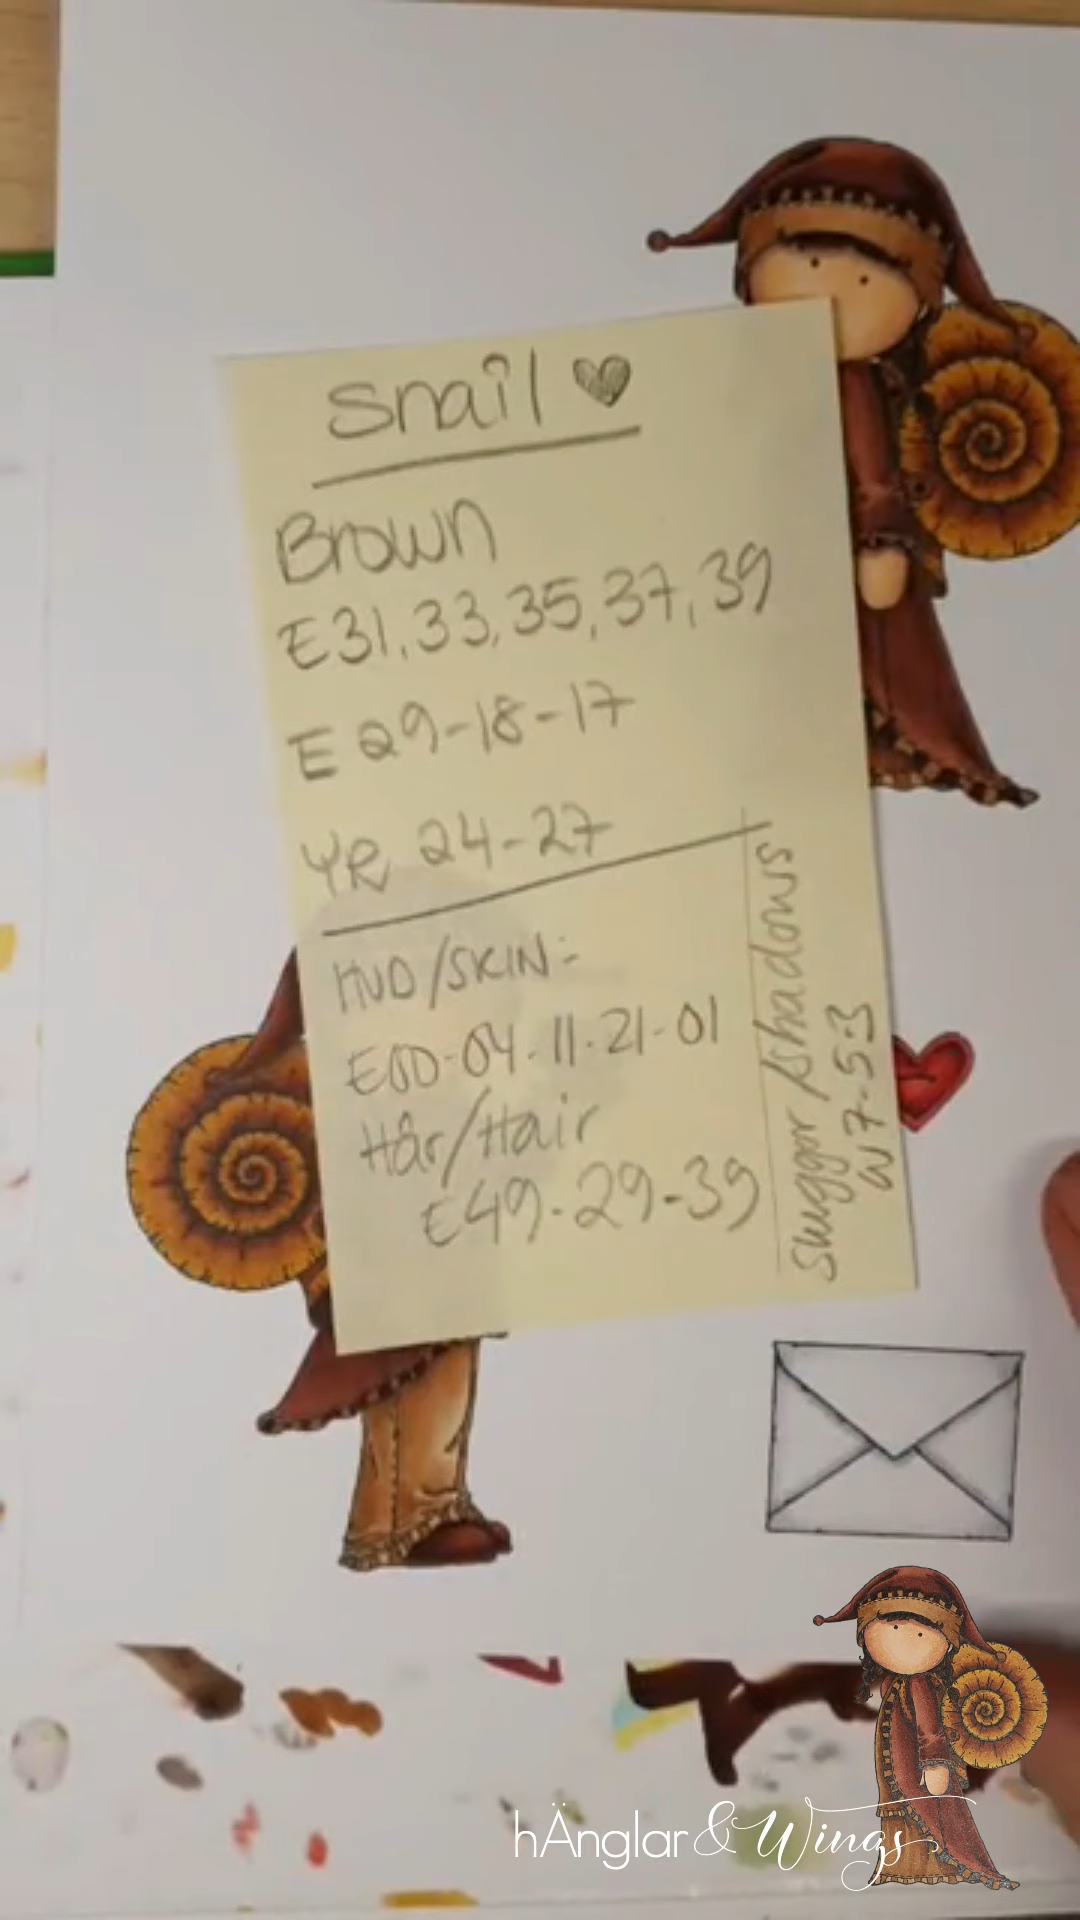 Snail ♥
Brown
E31, 33, 35, 37, 39
E 29-18-17
YR 24-27
HUD/SKIN:
E00-04-11-21-01
Hår/Hair
E49-29-39
Skuggor/shadows
W7-5-3
hÄnglar & Wings